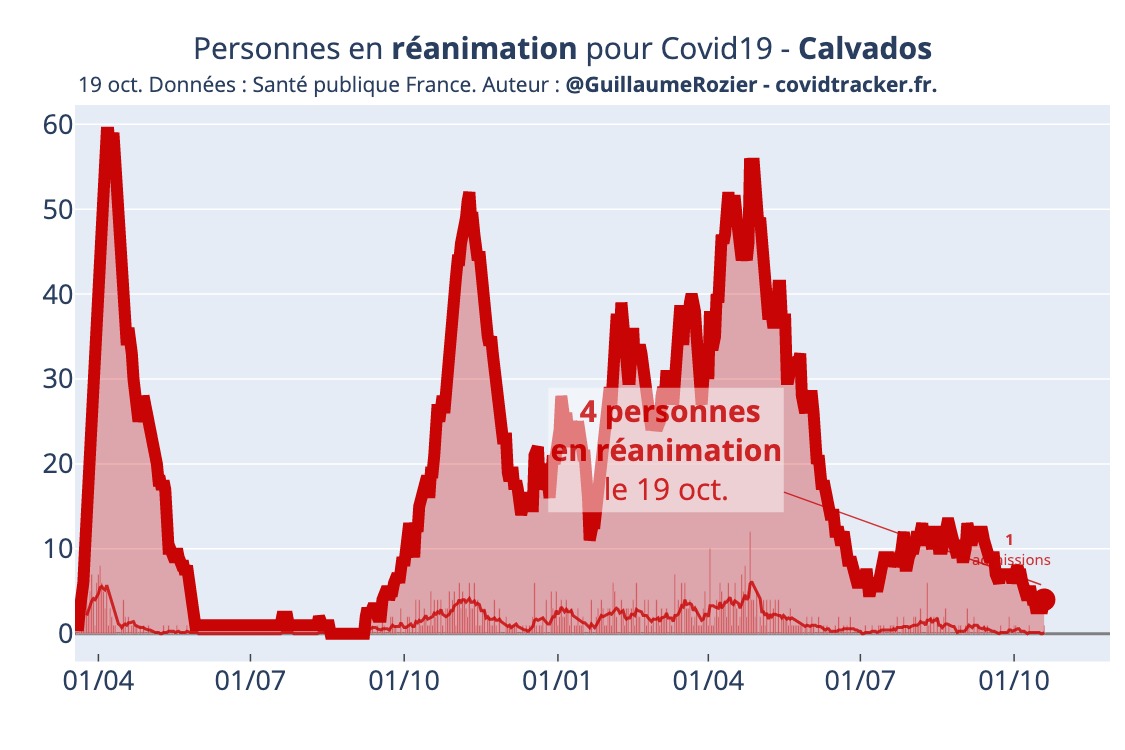 Personnes en réanimation pour Covid19 - Calvados
19 oct. Données : Santé publique France. Auteur : @GuillaumeRozier - covidtracker.fr.
60
50
40
30
20
10
0
4 personnes
en réanimation
le 19 oct.
1
admissions
01/04
01/07
01/10
01/01
01/04
01/07
01/10